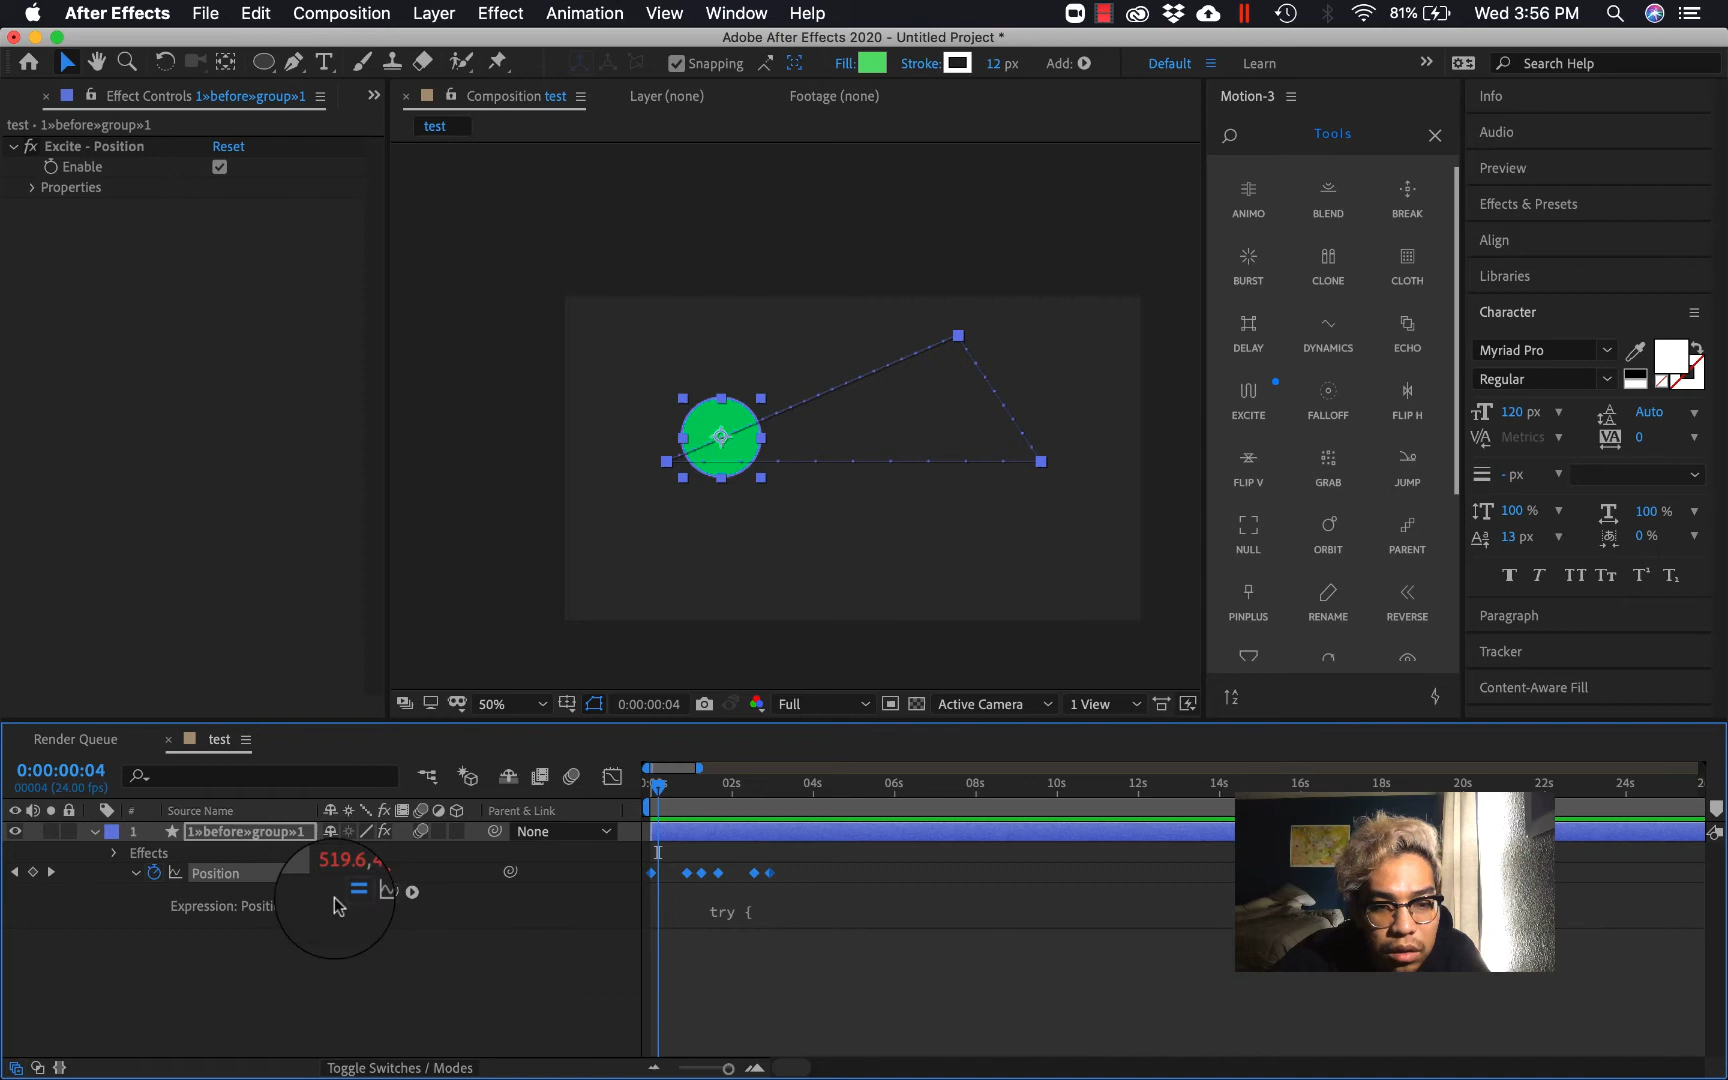 After Effects File Edit Composition Layer Effect Animation View Window Help 81% Wed 3:56 PM
Adobe After Effects 2020 - Untitled Project *
Snapping Fill: Stroke: 12 px Add: Default Learn Search Help
Effect Controls 1»before»group»1
test • 1»before»group»1
Excite - Position Reset
Enable
Properties
Composition test Layer (none) Footage (none)
test
Motion-3
Tools
ANIMO BLEND BREAK
BURST CLONE CLOTH
DELAY DYNAMICS ECHO
EXCITE FALLOFF FLIP H
FLIP V GRAB JUMP
NULL ORBIT PARENT
PINPLUS RENAME REVERSE
Info
Audio
Preview
Effects & Presets
Align
Libraries
Character
Myriad Pro
Regular
120 px Auto
Metrics 0
- px
100 % 100 %
13 px 0 %
Paragraph
Tracker
Content-Aware Fill
50% 0:00:00:04 Full Active Camera 1 View
Render Queue test
0:00:00:04
00004 (24.00 fps)
# Source Name Parent & Link
02s 04s 06s 08s 10s 12s 14s 16s 18s 20s 22s 24s
1 1»before»group»1 None
Effects
Position 519.6,
Expression:
try {
Toggle Switches / Modes